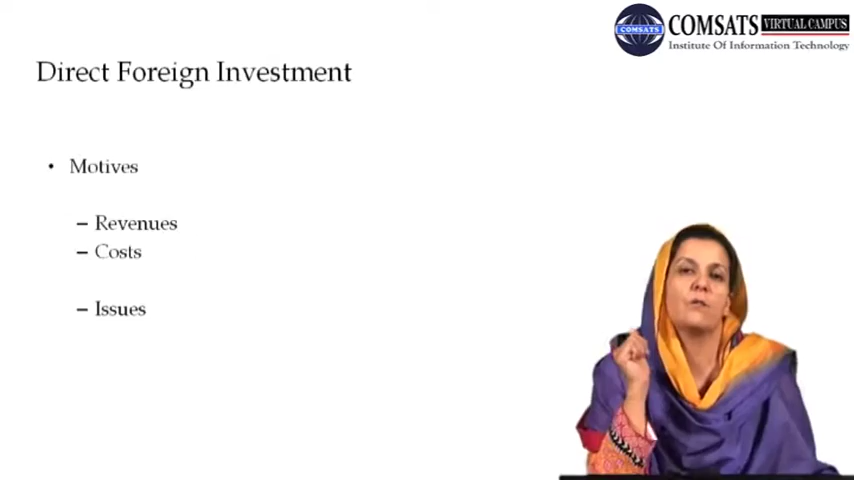 COMSATS
COMSATS VIRTUAL CAMPUS
Institute Of Information Technology
Direct Foreign Investment
• Motives
– Revenues
– Costs
– Issues